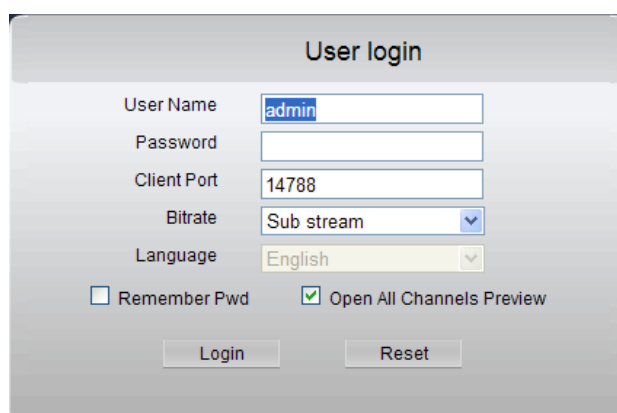 User login
User Name admin
Password
Client Port 14788
Bitrate Sub stream
Language English
Remember Pwd Open All Channels Preview
Login Reset